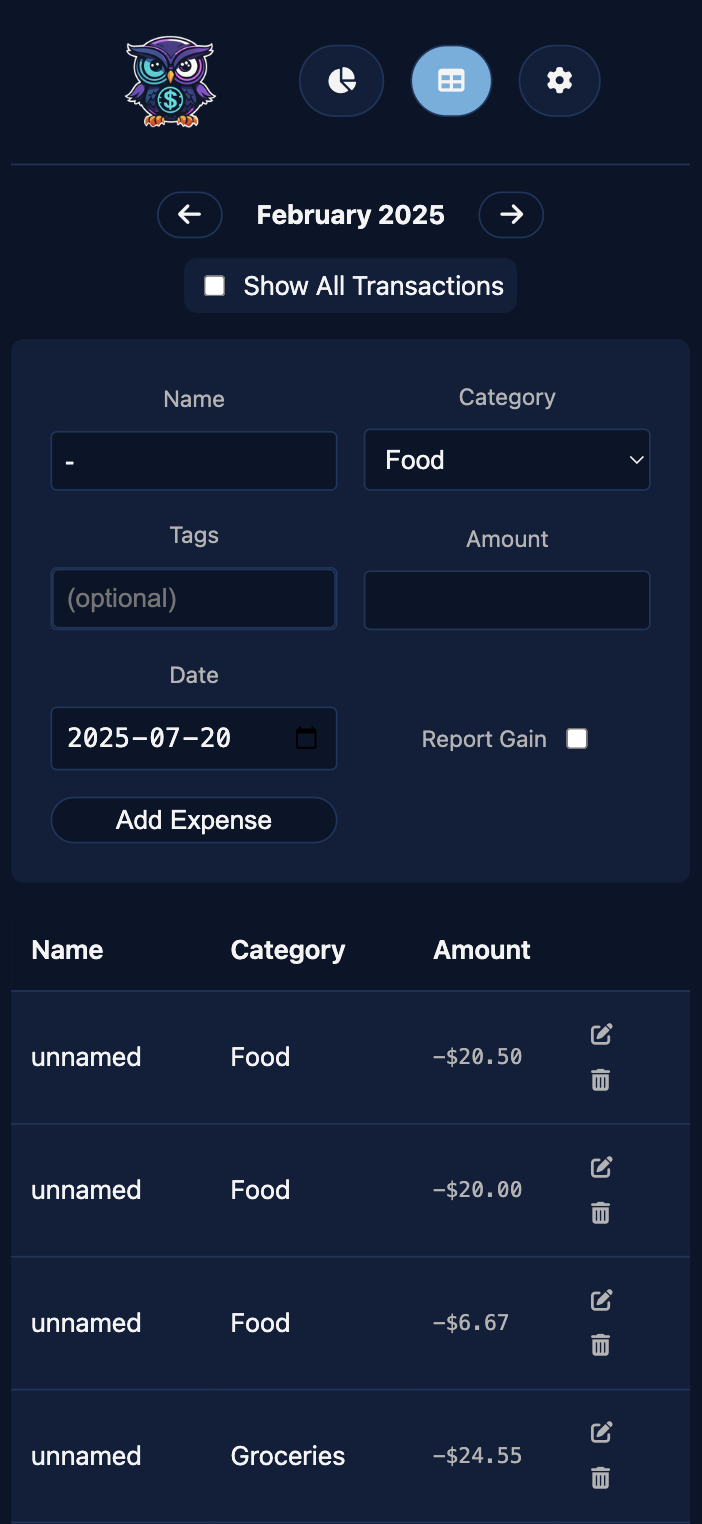 $
February 2025
Show All Transactions
Name
Category
-
Food
Tags
Amount
(optional)
Date
2025-07-20
Report Gain
Add Expense
Name Category Amount
unnamed Food -$20.50
unnamed Food -$20.00
unnamed Food -$6.67
unnamed Groceries -$24.55